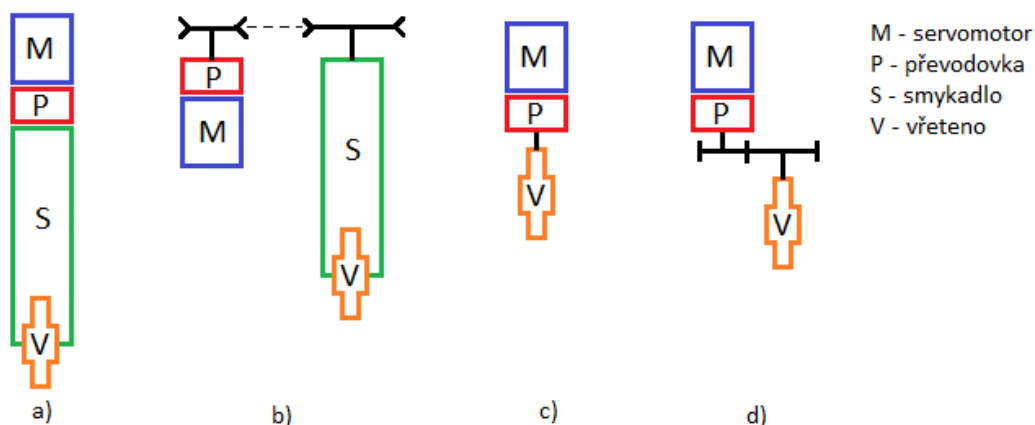 M
P
S
V
a)
P
M
S
V
b)
M
P
V
c)
M
P
V
d)
M - servomotor
P - převodovka
S - smykadlo
V - vřeteno